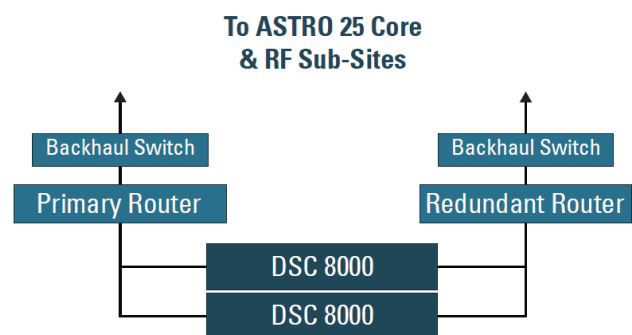 To ASTRO 25 Core
& RF Sub-Sites
Backhaul Switch
Backhaul Switch
Primary Router
Redundant Router
DSC 8000
DSC 8000